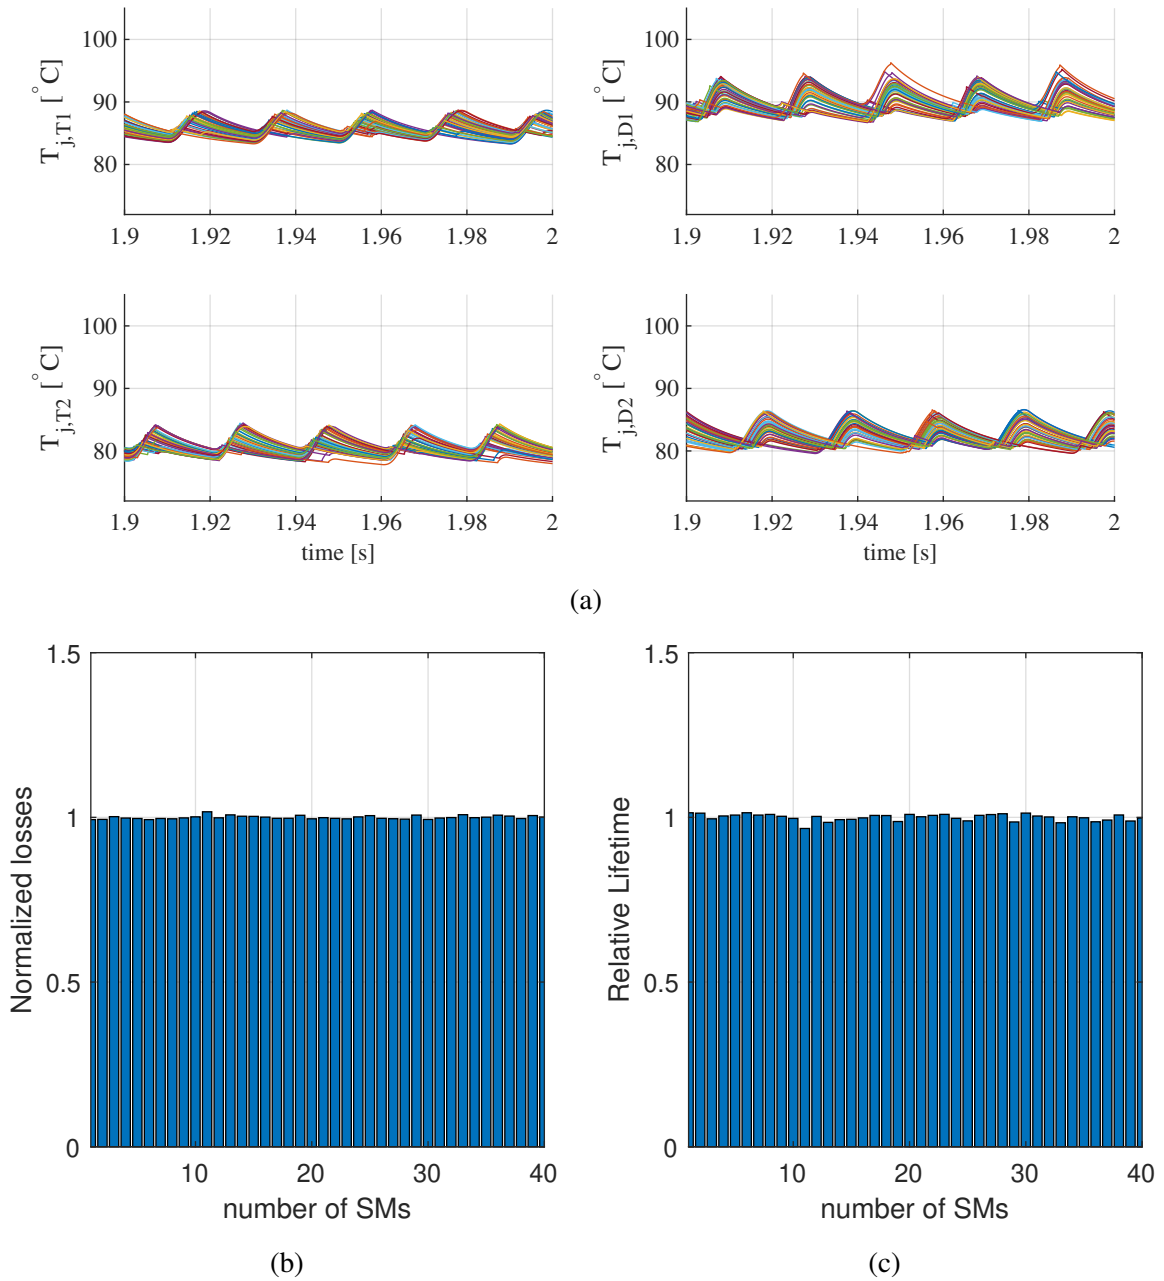 100
90
80
T_j,T1 [°C]
1.9 1.92 1.94 1.96 1.98 2
100
90
80
T_j,D1 [°C]
1.9 1.92 1.94 1.96 1.98 2
100
90
80
T_j,T2 [°C]
1.9 1.92 1.94 1.96 1.98 2
time [s]
100
90
80
T_j,D2 [°C]
1.9 1.92 1.94 1.96 1.98 2
time [s]
(a)
1.5
1
0.5
0
Normalized losses
10 20 30 40
number of SMs
(b)
1.5
1
0.5
0
Relative Lifetime
10 20 30 40
number of SMs
(c)